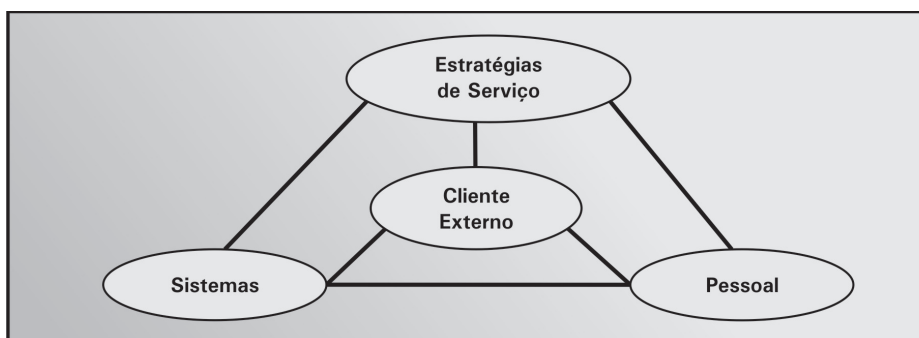 Estratégias
de Serviço
Cliente
Externo
Sistemas
Pessoal